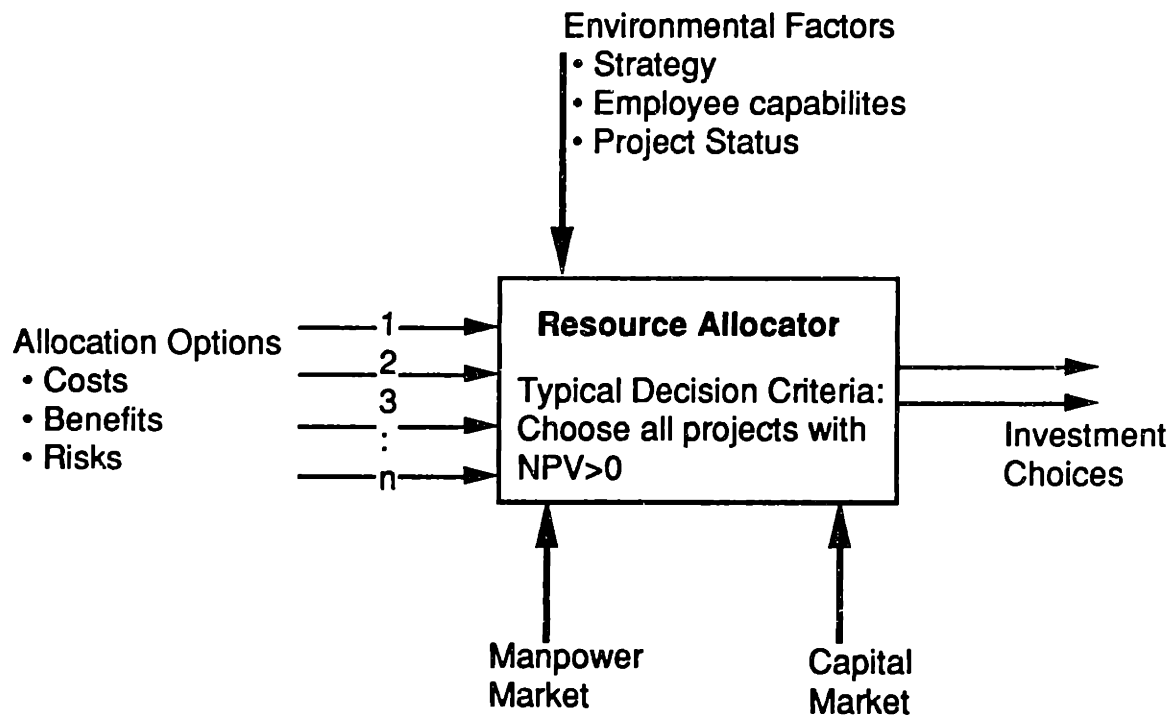 Environmental Factors
• Strategy
• Employee capabilites
• Project Status
Allocation Options
• Costs
• Benefits
• Risks
1
2
3
:
n
Resource Allocator
Typical Decision Criteria:
Choose all projects with
NPV>0
Investment
Choices
Manpower
Market
Capital
Market